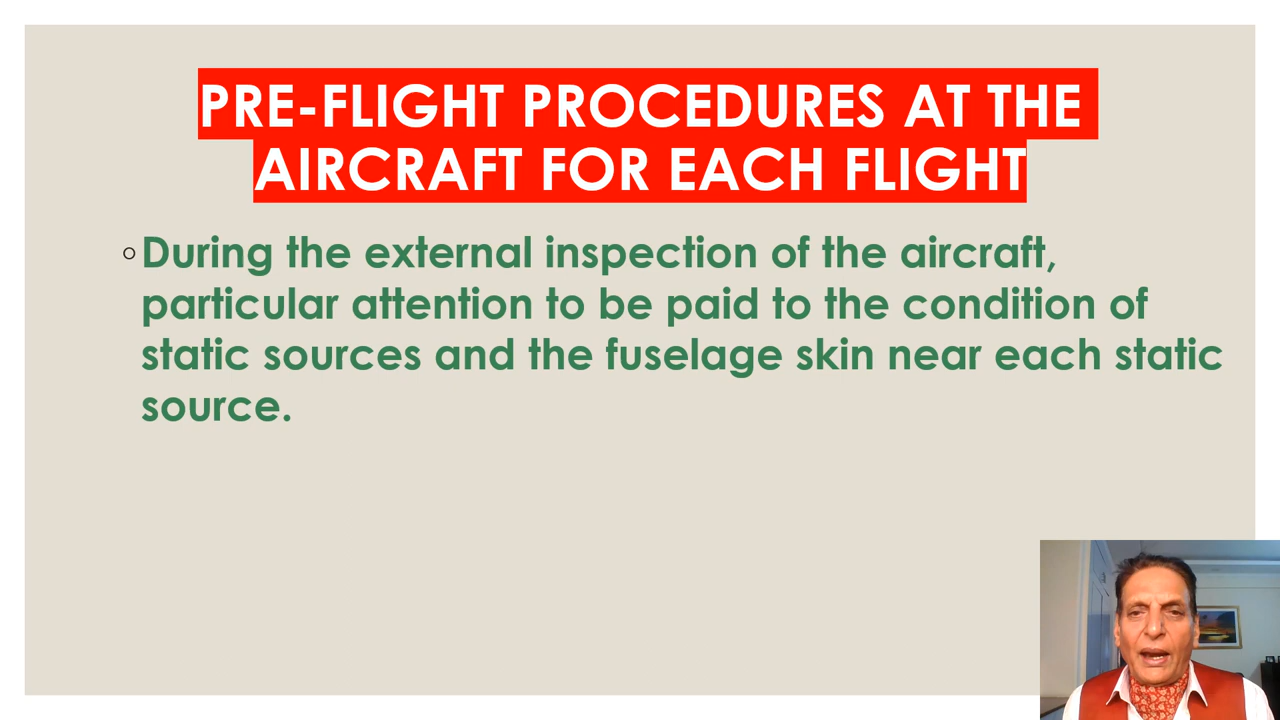 PRE-FLIGHT PROCEDURES AT THE
AIRCRAFT FOR EACH FLIGHT
◦During the external inspection of the aircraft,
particular attention to be paid to the condition of
static sources and the fuselage skin near each static
source.